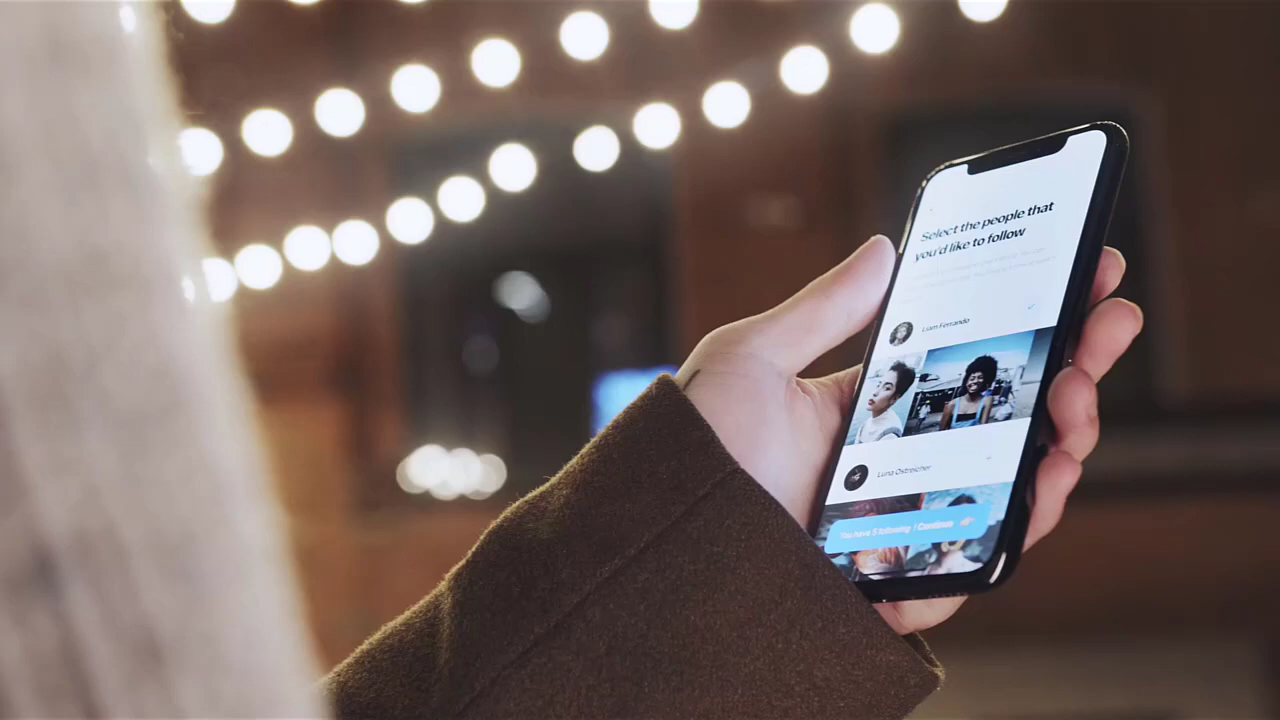 Select the people that
you'd like to follow
Liam Ferrando
Luna Ostreicher
You have 5 following | Continue